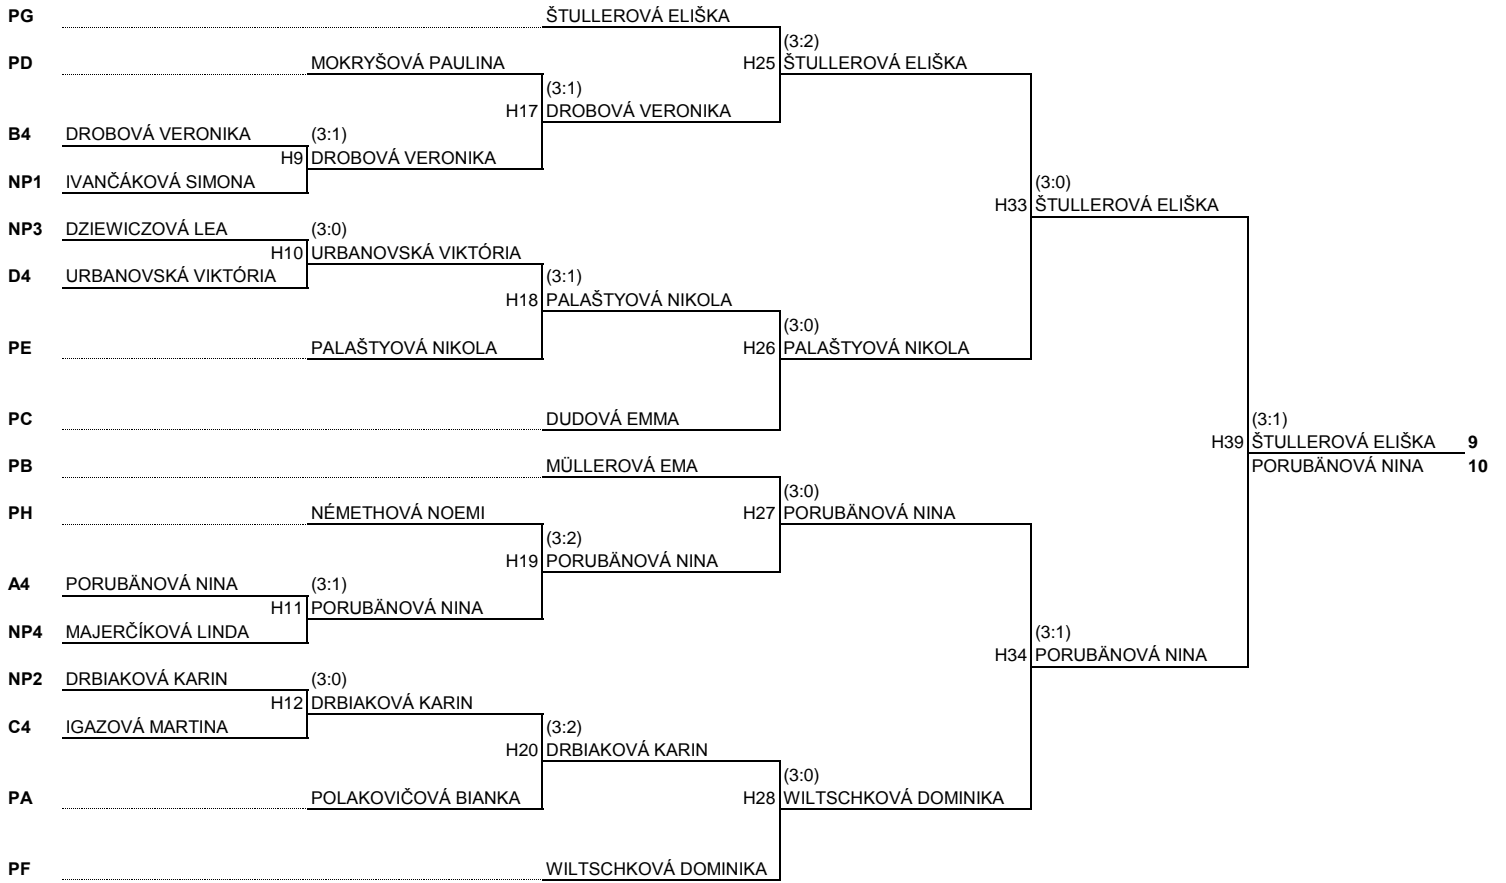 PG ŠTULLEROVÁ ELIŠKA
(3:2)
PD MOKRYŠOVÁ PAULINA H25 ŠTULLEROVÁ ELIŠKA
(3:1)
H17 DROBOVÁ VERONIKA
B4 DROBOVÁ VERONIKA (3:1)
H9 DROBOVÁ VERONIKA
NP1 IVANČÁKOVÁ SIMONA (3:0)
H33 ŠTULLEROVÁ ELIŠKA
NP3 DZIEWICZOVÁ LEA (3:0)
H10 URBANOVSKÁ VIKTÓRIA
D4 URBANOVSKÁ VIKTÓRIA (3:1)
H18 PALAŠTYOVÁ NIKOLA
(3:0)
PE PALAŠTYOVÁ NIKOLA H26 PALAŠTYOVÁ NIKOLA
PC DUDOVÁ EMMA (3:1)
H39 ŠTULLEROVÁ ELIŠKA 9
PB MÜLLEROVÁ EMA PORUBÄNOVÁ NINA 10
(3:0)
PH NÉMETHOVÁ NOEMI H27 PORUBÄNOVÁ NINA
(3:2)
H19 PORUBÄNOVÁ NINA
A4 PORUBÄNOVÁ NINA (3:1)
H11 PORUBÄNOVÁ NINA
NP4 MAJERČÍKOVÁ LINDA (3:1)
H34 PORUBÄNOVÁ NINA
NP2 DRBIAKOVÁ KARIN (3:0)
H12 DRBIAKOVÁ KARIN
C4 IGAZOVÁ MARTINA (3:2)
H20 DRBIAKOVÁ KARIN
(3:0)
PA POLAKOVIČOVÁ BIANKA H28 WILTSCHKOVÁ DOMINIKA
PF WILTSCHKOVÁ DOMINIKA